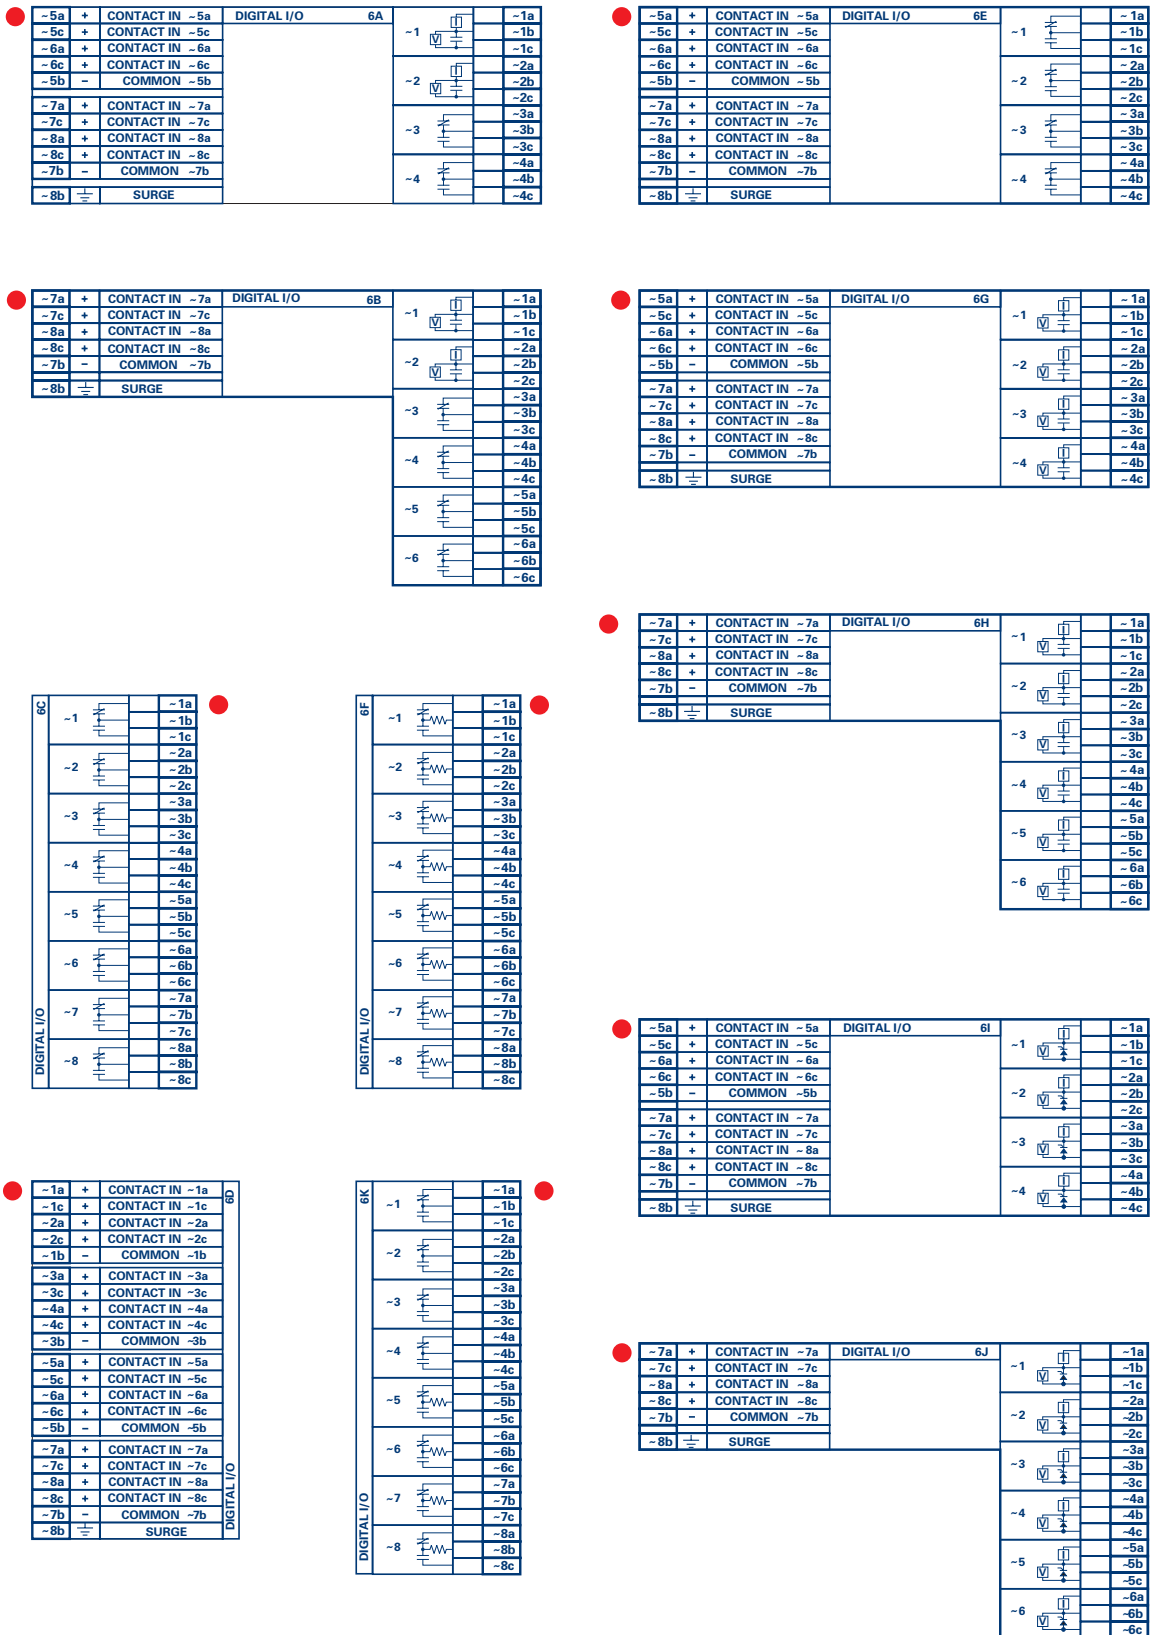 ~5a + CONTACT IN ~5a DIGITAL I/O 6A
~5c + CONTACT IN ~5c
~6a + CONTACT IN ~6a
~6c + CONTACT IN ~6c
~5b − COMMON ~5b
~7a + CONTACT IN ~7a
~7c + CONTACT IN ~7c
~8a + CONTACT IN ~8a
~8c + CONTACT IN ~8c
~7b − COMMON ~7b
~8b SURGE
~1 V I ~1a
~1b
~1c
~2 V I ~2a
~2b
~2c
~3 ~3a
~3b
~3c
~4 ~4a
~4b
~4c
~5a + CONTACT IN ~5a DIGITAL I/O 6E
~5c + CONTACT IN ~5c
~6a + CONTACT IN ~6a
~6c + CONTACT IN ~6c
~5b − COMMON ~5b
~7a + CONTACT IN ~7a
~7c + CONTACT IN ~7c
~8a + CONTACT IN ~8a
~8c + CONTACT IN ~8c
~7b − COMMON ~7b
~8b SURGE
~1 ~1a
~1b
~1c
~2 ~2a
~2b
~2c
~3 ~3a
~3b
~3c
~4 ~4a
~4b
~4c
~7a + CONTACT IN ~7a DIGITAL I/O 6B
~7c + CONTACT IN ~7c
~8a + CONTACT IN ~8a
~8c + CONTACT IN ~8c
~7b − COMMON ~7b
~8b SURGE
~1 V I ~1a
~1b
~1c
~2 V I ~2a
~2b
~2c
~3 ~3a
~3b
~3c
~4 ~4a
~4b
~4c
~5 ~5a
~5b
~5c
~6 ~6a
~6b
~6c
~5a + CONTACT IN ~5a DIGITAL I/O 6G
~5c + CONTACT IN ~5c
~6a + CONTACT IN ~6a
~6c + CONTACT IN ~6c
~5b − COMMON ~5b
~7a + CONTACT IN ~7a
~7c + CONTACT IN ~7c
~8a + CONTACT IN ~8a
~8c + CONTACT IN ~8c
~7b − COMMON ~7b
~8b SURGE
~1 V I ~1a
~1b
~1c
~2 V I ~2a
~2b
~2c
~3 V I ~3a
~3b
~3c
~4 V I ~4a
~4b
~4c
~7a + CONTACT IN ~7a DIGITAL I/O 6H
~7c + CONTACT IN ~7c
~8a + CONTACT IN ~8a
~8c + CONTACT IN ~8c
~7b − COMMON ~7b
~8b SURGE
~1 V I ~1a
~1b
~1c
~2 V I ~2a
~2b
~2c
~3 V I ~3a
~3b
~3c
~4 V I ~4a
~4b
~4c
~5 V I ~5a
~5b
~5c
~6 V I ~6a
~6b
~6c
DIGITAL I/O 6C
~1 ~1a
~1b
~1c
~2 ~2a
~2b
~2c
~3 ~3a
~3b
~3c
~4 ~4a
~4b
~4c
~5 ~5a
~5b
~5c
~6 ~6a
~6b
~6c
~7 ~7a
~7b
~7c
~8 ~8a
~8b
~8c
DIGITAL I/O 6F
~1 ~1a
~1b
~1c
~2 ~2a
~2b
~2c
~3 ~3a
~3b
~3c
~4 ~4a
~4b
~4c
~5 ~5a
~5b
~5c
~6 ~6a
~6b
~6c
~7 ~7a
~7b
~7c
~8 ~8a
~8b
~8c
~5a + CONTACT IN ~5a DIGITAL I/O 6I
~5c + CONTACT IN ~5c
~6a + CONTACT IN ~6a
~6c + CONTACT IN ~6c
~5b − COMMON ~5b
~7a + CONTACT IN ~7a
~7c + CONTACT IN ~7c
~8a + CONTACT IN ~8a
~8c + CONTACT IN ~8c
~7b − COMMON ~7b
~8b SURGE
~1 V I ~1a
~1b
~1c
~2 V I ~2a
~2b
~2c
~3 V I ~3a
~3b
~3c
~4 V I ~4a
~4b
~4c
~1a + CONTACT IN ~1a
~1c + CONTACT IN ~1c
~2a + CONTACT IN ~2a
~2c + CONTACT IN ~2c
~1b − COMMON ~1b
~3a + CONTACT IN ~3a
~3c + CONTACT IN ~3c
~4a + CONTACT IN ~4a
~4c + CONTACT IN ~4c
~3b − COMMON ~3b
~5a + CONTACT IN ~5a
~5c + CONTACT IN ~5c
~6a + CONTACT IN ~6a
~6c + CONTACT IN ~6c
~5b − COMMON ~5b
~7a + CONTACT IN ~7a
~7c + CONTACT IN ~7c
~8a + CONTACT IN ~8a
~8c + CONTACT IN ~8c
~7b − COMMON ~7b
~8b SURGE
DIGITAL I/O 6D
DIGITAL I/O 6K
~1 ~1a
~1b
~1c
~2 ~2a
~2b
~2c
~3 ~3a
~3b
~3c
~4 ~4a
~4b
~4c
~5 ~5a
~5b
~5c
~6 ~6a
~6b
~6c
~7 ~7a
~7b
~7c
~8 ~8a
~8b
~8c
~7a + CONTACT IN ~7a DIGITAL I/O 6J
~7c + CONTACT IN ~7c
~8a + CONTACT IN ~8a
~8c + CONTACT IN ~8c
~7b − COMMON ~7b
~8b SURGE
~1 V I ~1a
~1b
~1c
~2 V I ~2a
~2b
~2c
~3 V I ~3a
~3b
~3c
~4 V I ~4a
~4b
~4c
~5 V I ~5a
~5b
~5c
~6 V I ~6a
~6b
~6c